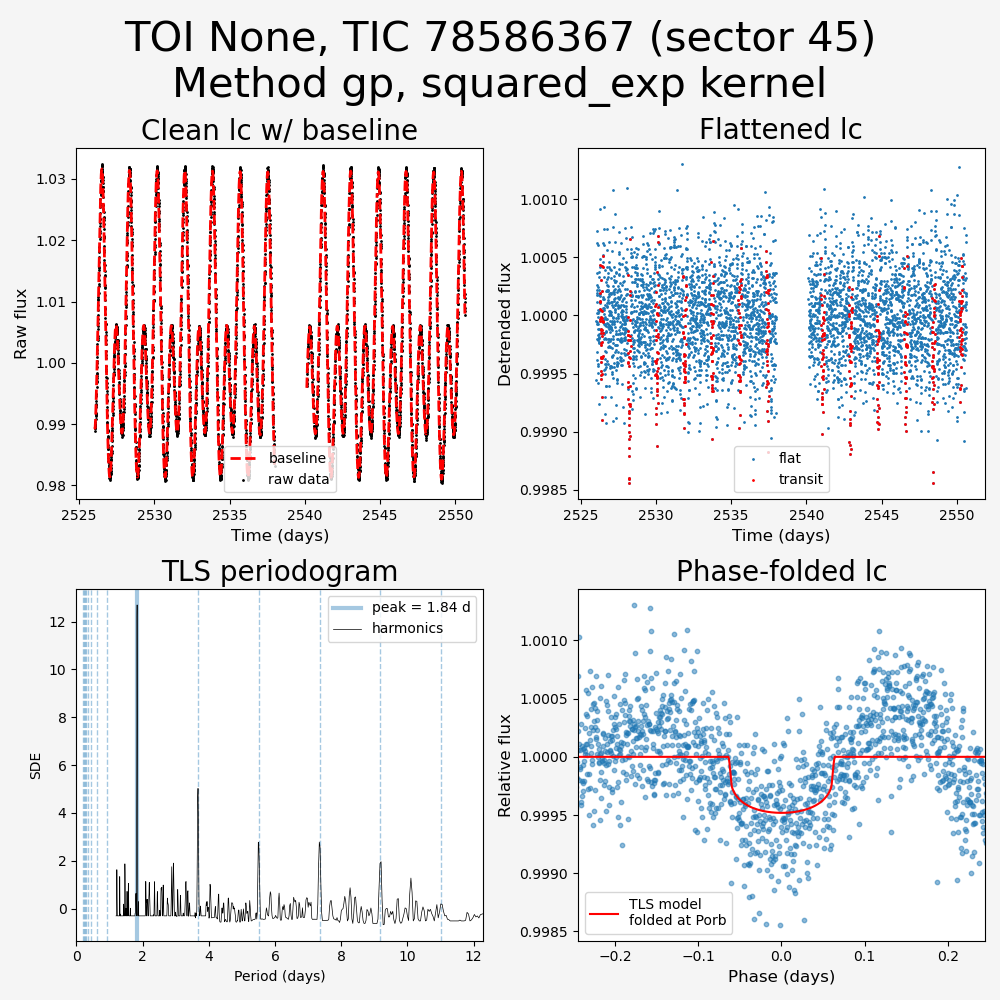 TOI None, TIC 78586367 (sector 45)
Method gp, squared_exp kernel
Clean lc w/ baseline
Raw flux
1.03
1.02
1.01
1.00
0.99
0.98
baseline
raw data
2525 2530 2535 2540 2545 2550
Time (days)
Flattened lc
Detrended flux
1.0010
1.0005
1.0000
0.9995
0.9990
0.9985
flat
transit
2525 2530 2535 2540 2545 2550
Time (days)
TLS periodogram
SDE
12
10
8
6
4
2
0
peak = 1.84 d
harmonics
0 2 4 6 8 10 12
Period (days)
Phase-folded lc
Relative flux
1.0010
1.0005
1.0000
0.9995
0.9990
0.9985
TLS model
folded at Porb
−0.2 −0.1 0.0 0.1 0.2
Phase (days)